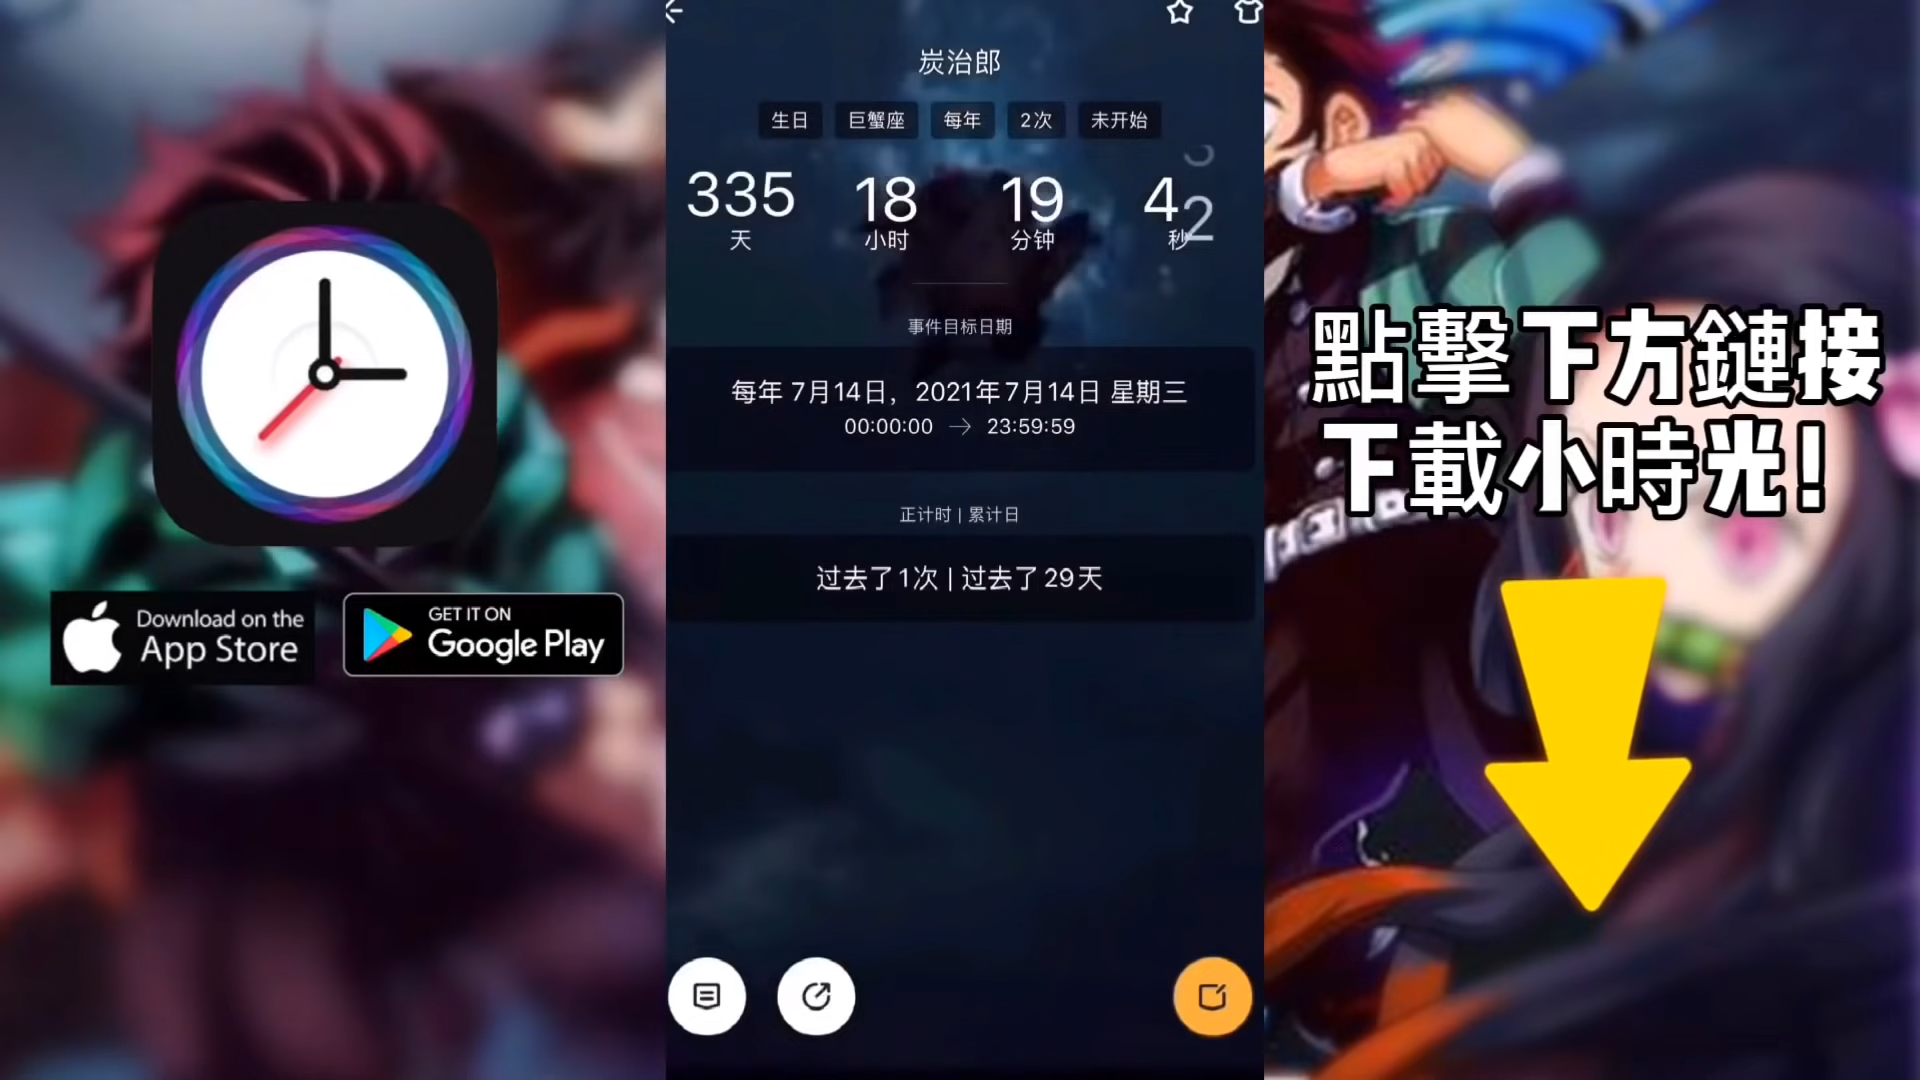 炭治郎
生日 巨蟹座 每年 2次 未开始
335 18 19 42
天 小时 分钟 秒
事件目标日期
每年 7月14日，2021年7月14日 星期三
00:00:00 → 23:59:59
正计时 | 累计日
过去了1次 | 过去了29天
Download on the
App Store
GET IT ON
Google Play
點擊下方鏈接
下載小時光!